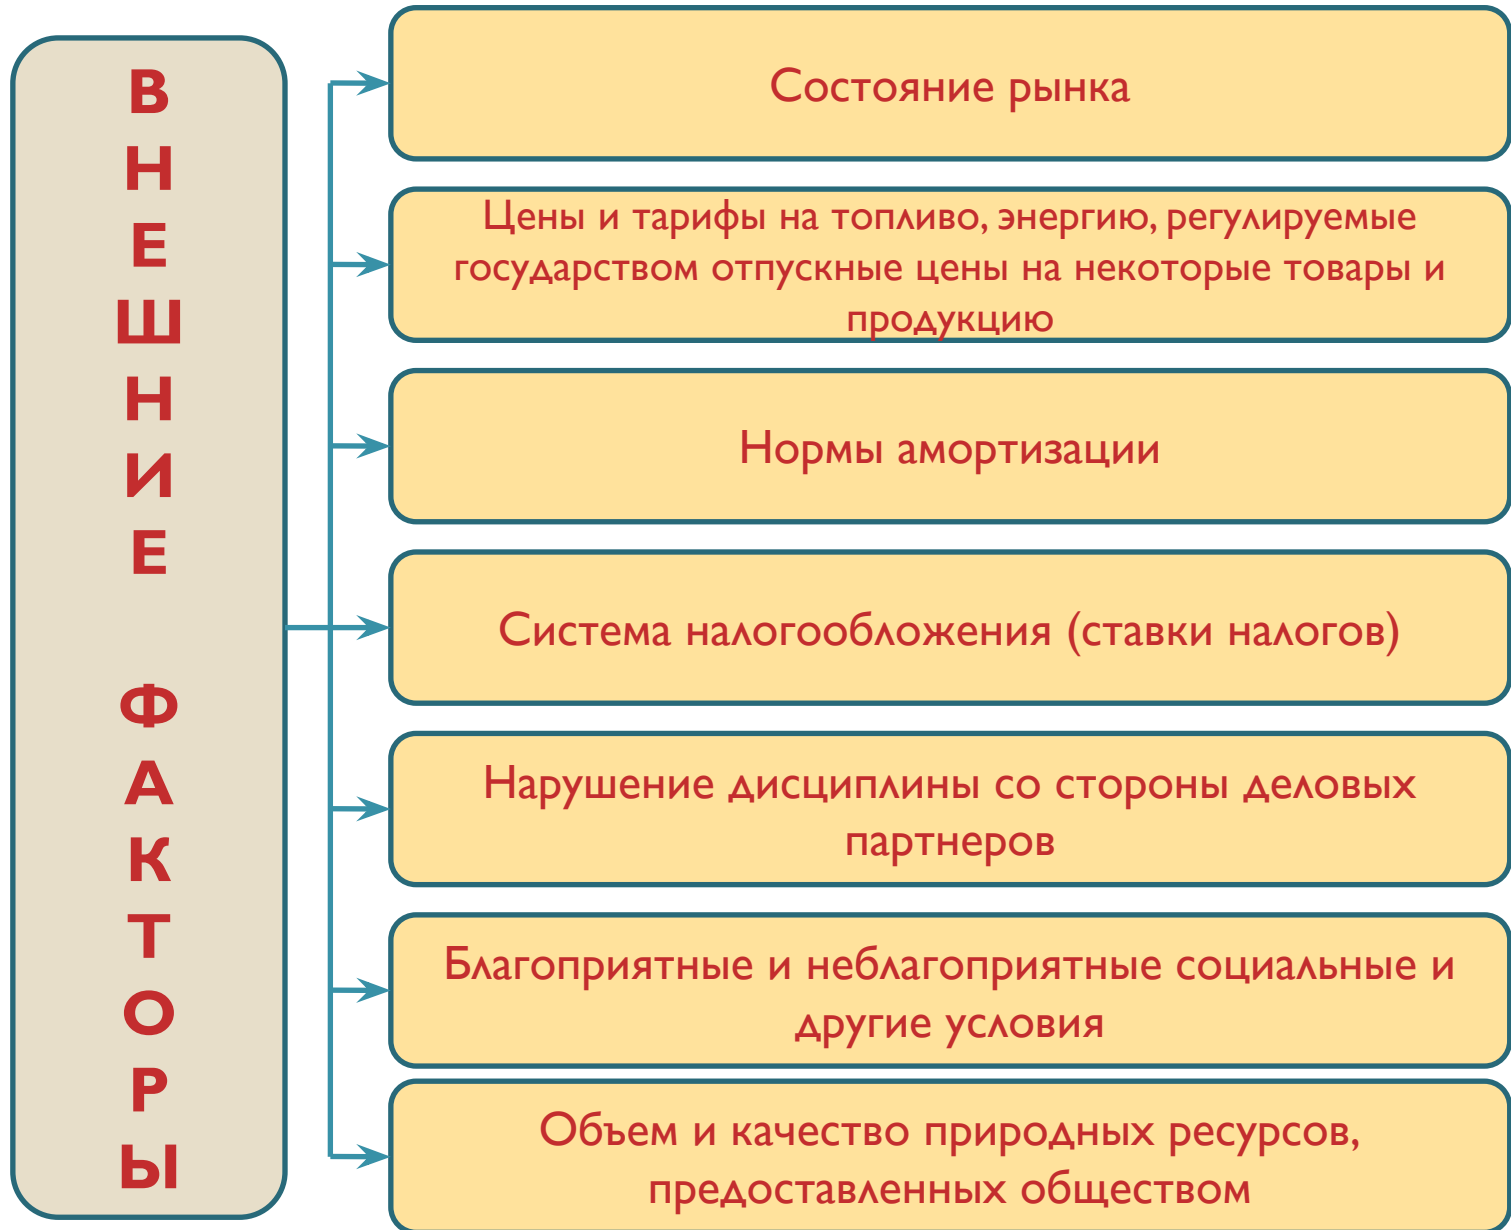 В
Н
Е
Ш
Н
И
Е
Ф
А
К
Т
О
Р
Ы
Состояние рынка
Цены и тарифы на топливо, энергию, регулируемые
государством отпускные цены на некоторые товары и
продукцию
Нормы амортизации
Система налогообложения (ставки налогов)
Нарушение дисциплины со стороны деловых
партнеров
Благоприятные и неблагоприятные социальные и
другие условия
Объем и качество природных ресурсов,
предоставленных обществом